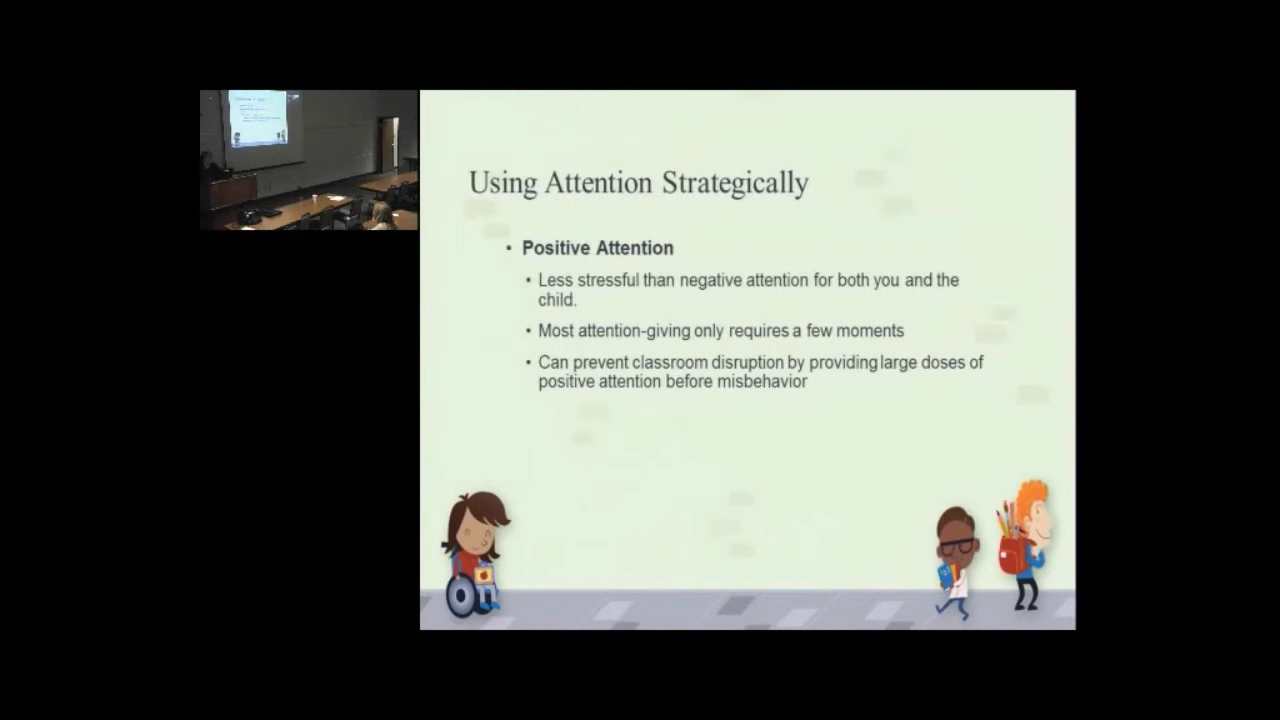 Using Attention Strategically
• Positive Attention
• Less stressful than negative attention for both you and the
child.
• Most attention-giving only requires a few moments
• Can prevent classroom disruption by providing large doses of
positive attention before misbehavior